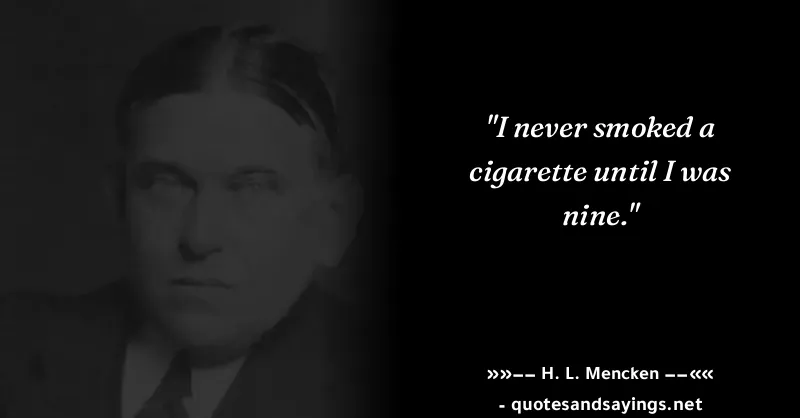 "I never smoked a
cigarette until I was
nine."
»»−− H. L. Mencken −−««
- quotesandsayings.net